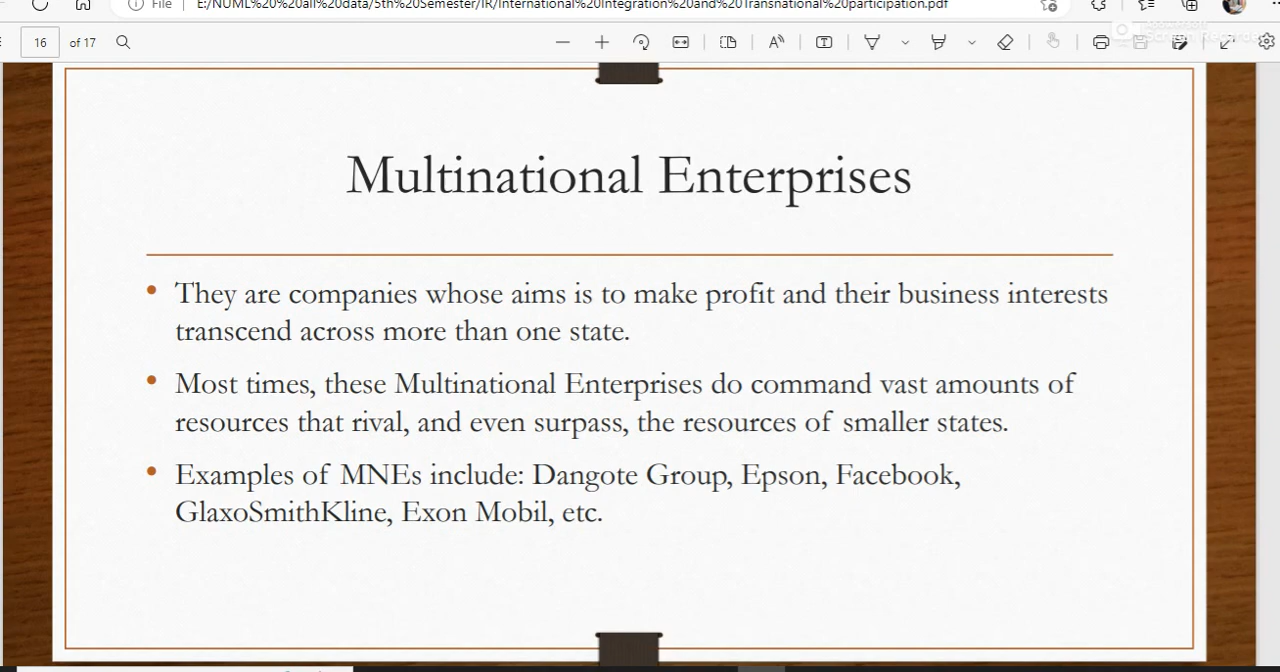 File
E:/NUML%20%20all%20data/5th%20Semester/IR/International%20Integration%20and%20Transnational%20participation.pdf
16 of 17
Multinational Enterprises
• They are companies whose aims is to make profit and their business interests
transcend across more than one state.
• Most times, these Multinational Enterprises do command vast amounts of
resources that rival, and even surpass, the resources of smaller states.
• Examples of MNEs include: Dangote Group, Epson, Facebook,
GlaxoSmithKline, Exon Mobil, etc.